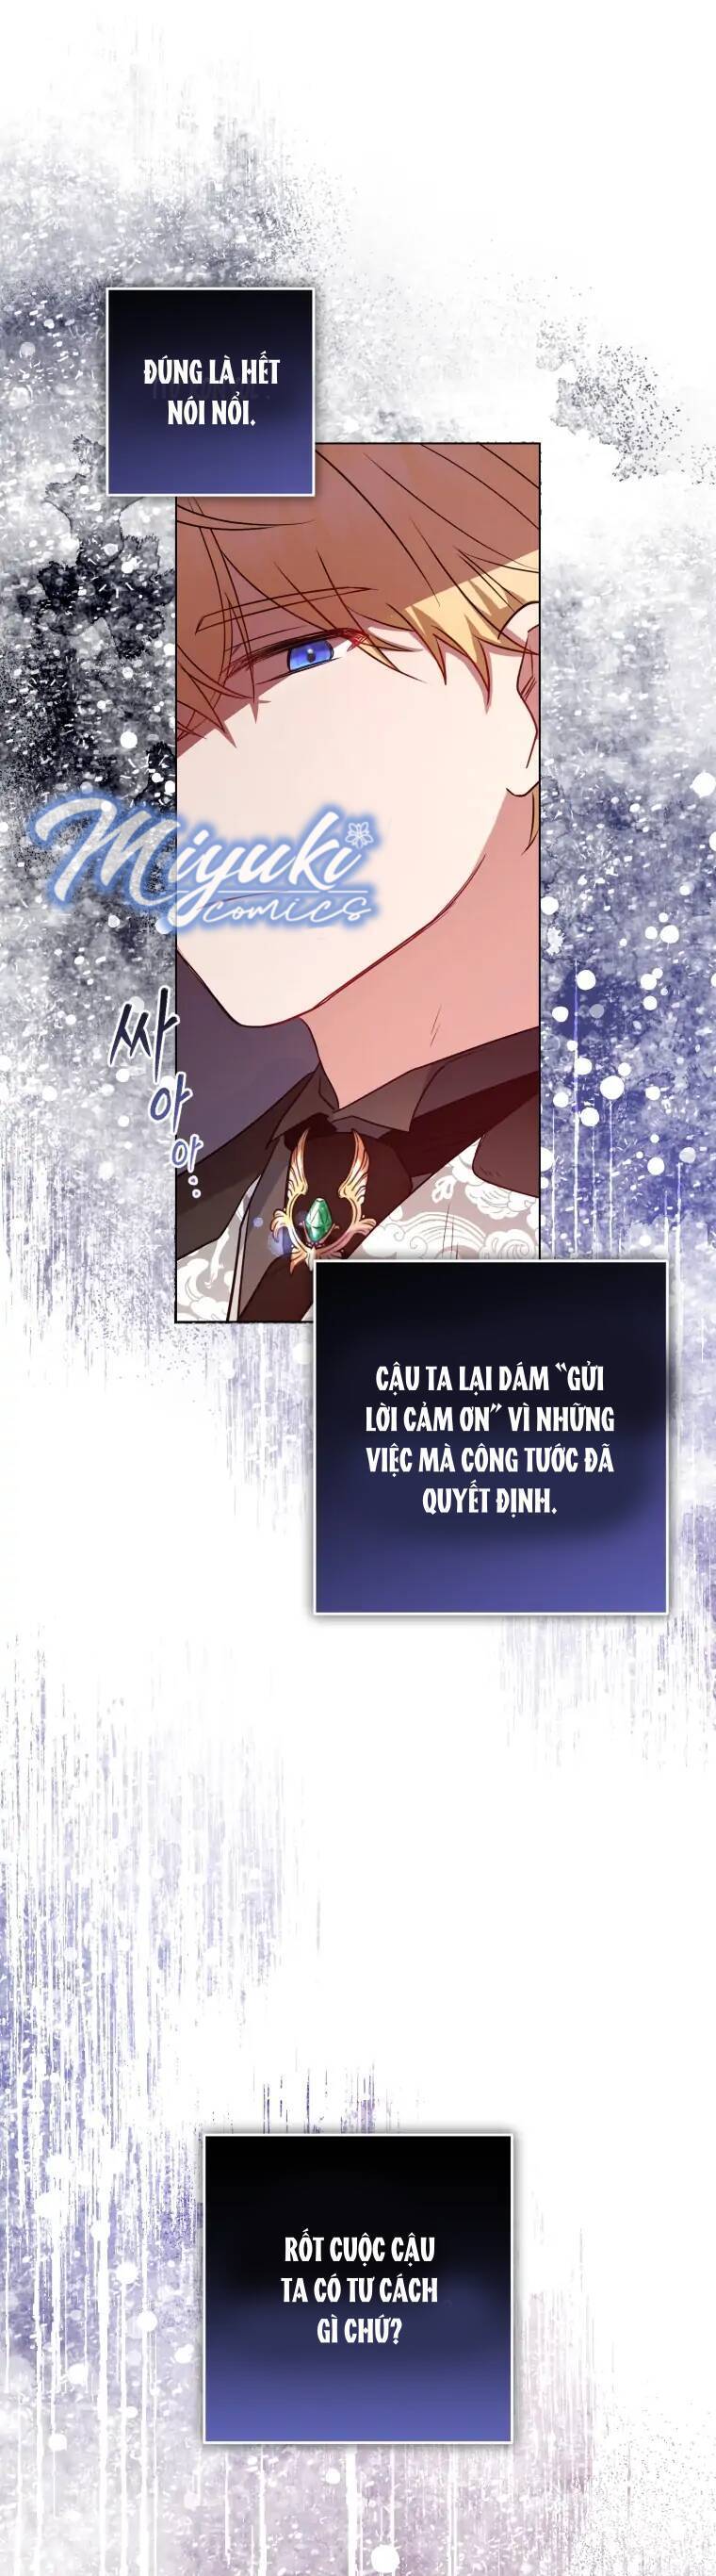 ĐÚNG LÀ HẾT
NÓI NỔI.
Miyuki
comics
싸
아
아..
CẬU TA LẠI DÁM "GỬI
LỜI CẢM ƠN" VÌ NHỮNG
VIỆC MÀ CÔNG TƯỚC ĐÃ
QUYẾT ĐỊNH.
RỐT CUỘC CẬU
TA CÓ TƯ CÁCH
GÌ CHỨ?